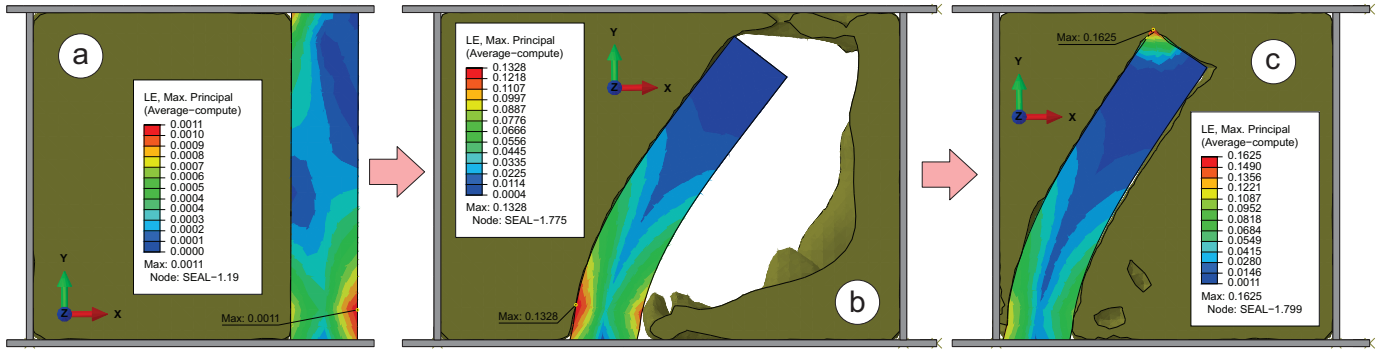 a
LE, Max. Principal
(Average-compute)
0.0011
0.0010
0.0009
0.0008
0.0007
0.0006
0.0005
0.0004
0.0004
0.0003
0.0002
0.0001
0.0000
Max: 0.0011
Node: SEAL-1.19
Y
Z
X
Max: 0.0011
LE, Max. Principal
(Average-compute)
0.1328
0.1218
0.1107
0.0997
0.0887
0.0776
0.0666
0.0556
0.0445
0.0335
0.0225
0.0114
0.0004
Max: 0.1328
Node: SEAL-1.775
Y
Z
X
Max: 0.1328
b
Max: 0.1625
Y
Z
X
c
LE, Max. Principal
(Average-compute)
0.1625
0.1490
0.1356
0.1221
0.1087
0.0952
0.0818
0.0684
0.0549
0.0415
0.0280
0.0146
0.0011
Max: 0.1625
Node: SEAL-1.799